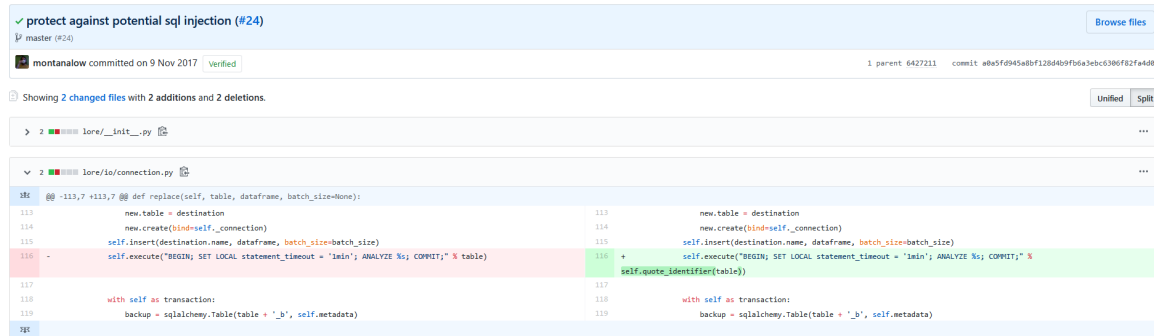 protect against potential sql injection (#24)
Browse files
master (#24)
montanalow committed on 9 Nov 2017 Verified
1 parent 6427211 commit a0a5fd945a8bf128d4b9fb6a3ebc6306f82fa4d0
Showing 2 changed files with 2 additions and 2 deletions.
Unified Split
2 lore/__init__.py
2 lore/io/connection.py
@@ -113,7 +113,7 @@ def replace(self, table, dataframe, batch_size=None):
113 new.table = destination
114 new.create(bind=self._connection)
115 self.insert(destination.name, dataframe, batch_size=batch_size)
116 - self.execute("BEGIN; SET LOCAL statement_timeout = '1min'; ANALYZE %s; COMMIT;" % table)
117
118 with self as transaction:
119 backup = sqlalchemy.Table(table + '_b', self.metadata)
113 new.table = destination
114 new.create(bind=self._connection)
115 self.insert(destination.name, dataframe, batch_size=batch_size)
116 + self.execute("BEGIN; SET LOCAL statement_timeout = '1min'; ANALYZE %s; COMMIT;" %
self.quote_identifier(table))
117
118 with self as transaction:
119 backup = sqlalchemy.Table(table + '_b', self.metadata)